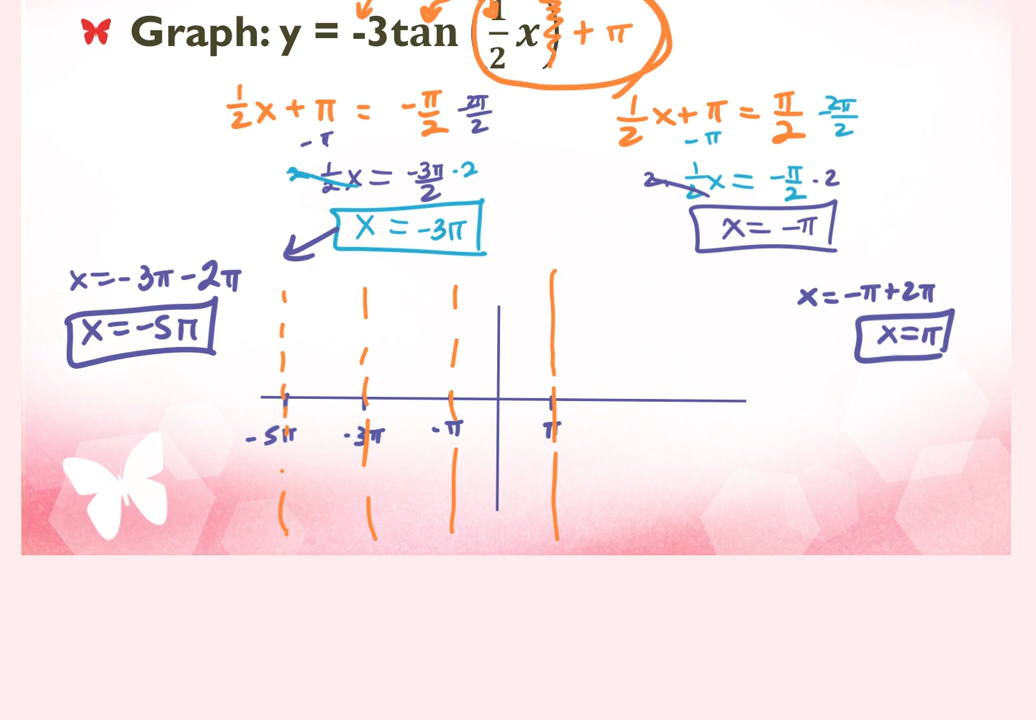 Graph: y = -3tan (1/2 x) + π
1/2 x + π = -π/2 2π/2
- π
2· 1/2 x = -3π/2 · 2
x = -3π
1/2 x + π = π/2 -2π/2
- π
2· 1/2 x = -π/2 · 2
x = -π
x = -3π - 2π
x = -5π
x = -π + 2π
x = π
-5π -3π -π π